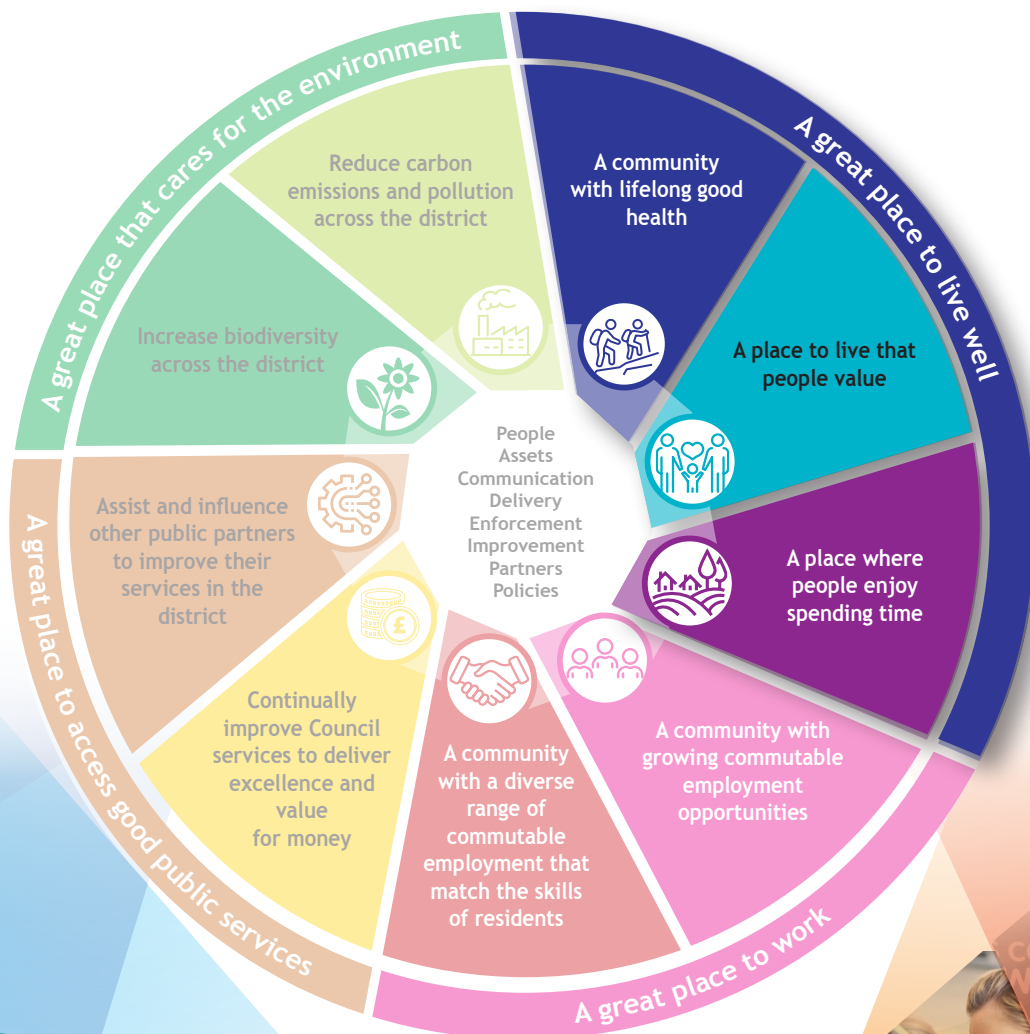 A great place that cares for the environment
A great place to live well
Reduce carbon
emissions and pollution
across the district
A community
with lifelong good
health
Increase biodiversity
across the district
A place to live that
people value
People
Assets
Communication
Delivery
Enforcement
Improvement
Partners
Policies
Assist and influence
other public partners
to improve their
services in the
district
A place where
people enjoy
spending time
£
Continually
improve Council
services to deliver
excellence and
value
for money
A community
with a diverse
range of
commutable
employment that
match the skills
of residents
A community with
growing commutable
employment
opportunities
A great place to access good public services
A great place to work